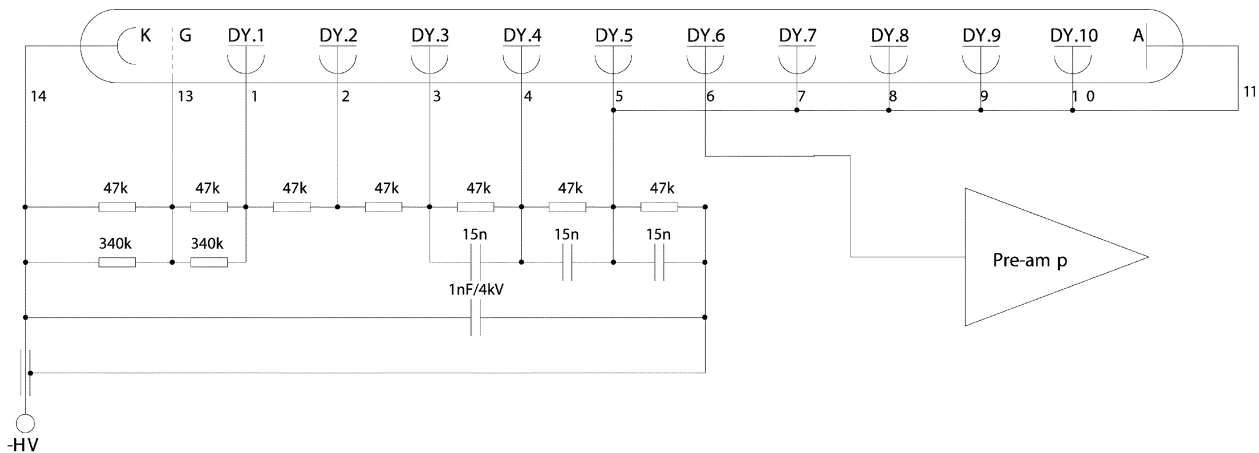 K G DY.1 DY.2 DY.3 DY.4 DY.5 DY.6 DY.7 DY.8 DY.9 DY.10 A
14 13 1 2 3 4 5 6 7 8 9 1 0 11
47k 47k 47k 47k 47k 47k 47k
340k 340k 15n 15n 15n
Pre-am p
1nF/4kV
-HV